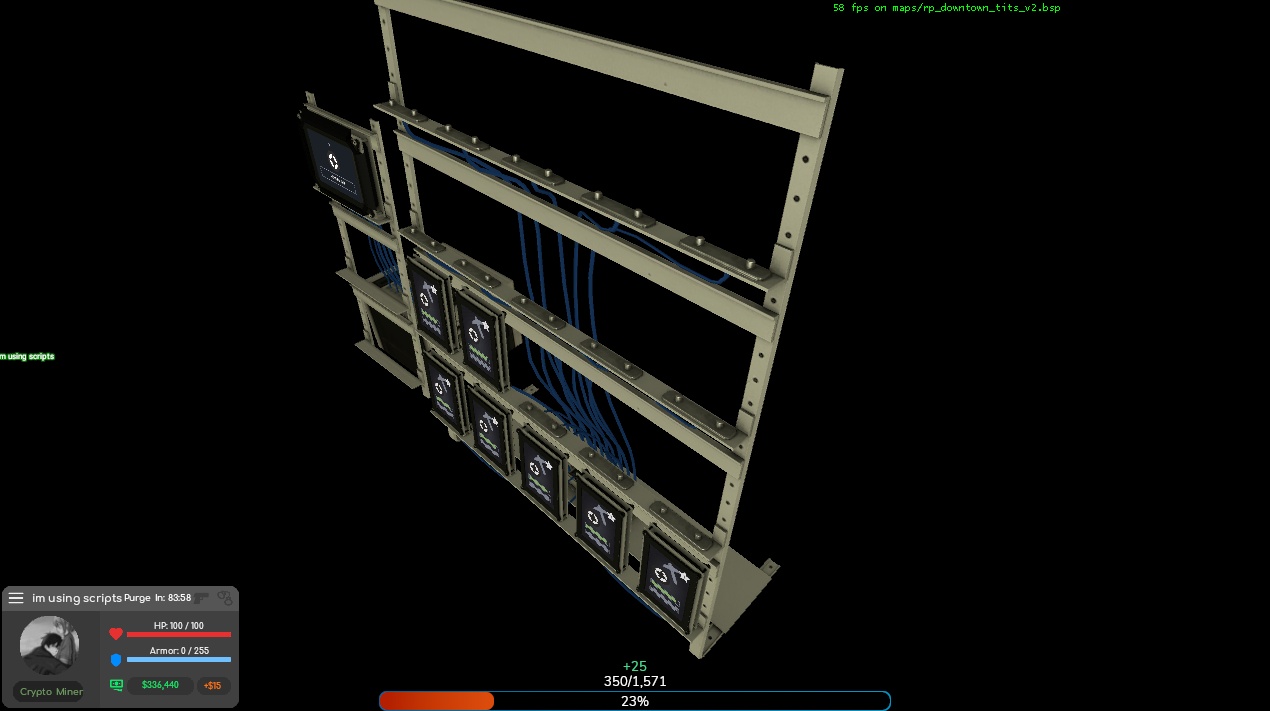 58 fps on maps/rp_downtown_tits_v2.bsp
m using scripts
im using scripts Purge In: 83:58
HP: 100 / 100
Armor: 0 / 255
Crypto Miner
$336,440
+$15
+25
350/1,571
23%